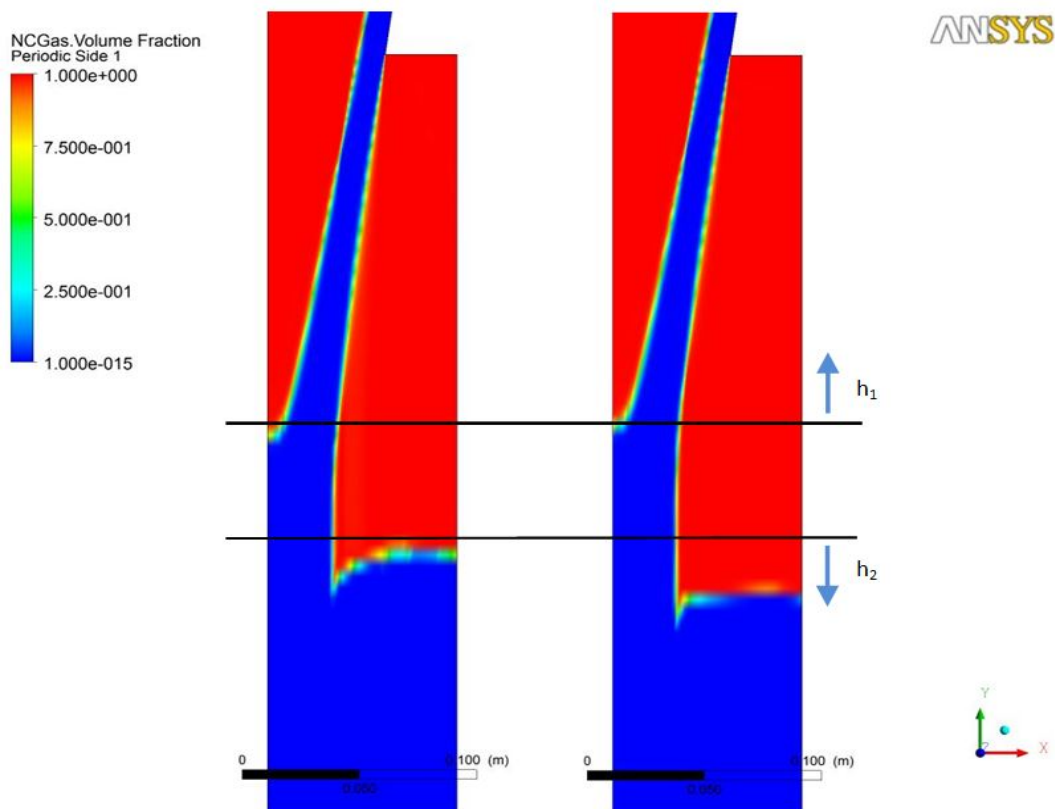 NCGas.Volume Fraction
Periodic Side 1
1.000e+000
7.500e-001
5.000e-001
2.500e-001
1.000e-015
ANSYS
h₁
h₂
0 0.100 (m)
0.050
0 0.100 (m)
0.050
Y
Z X